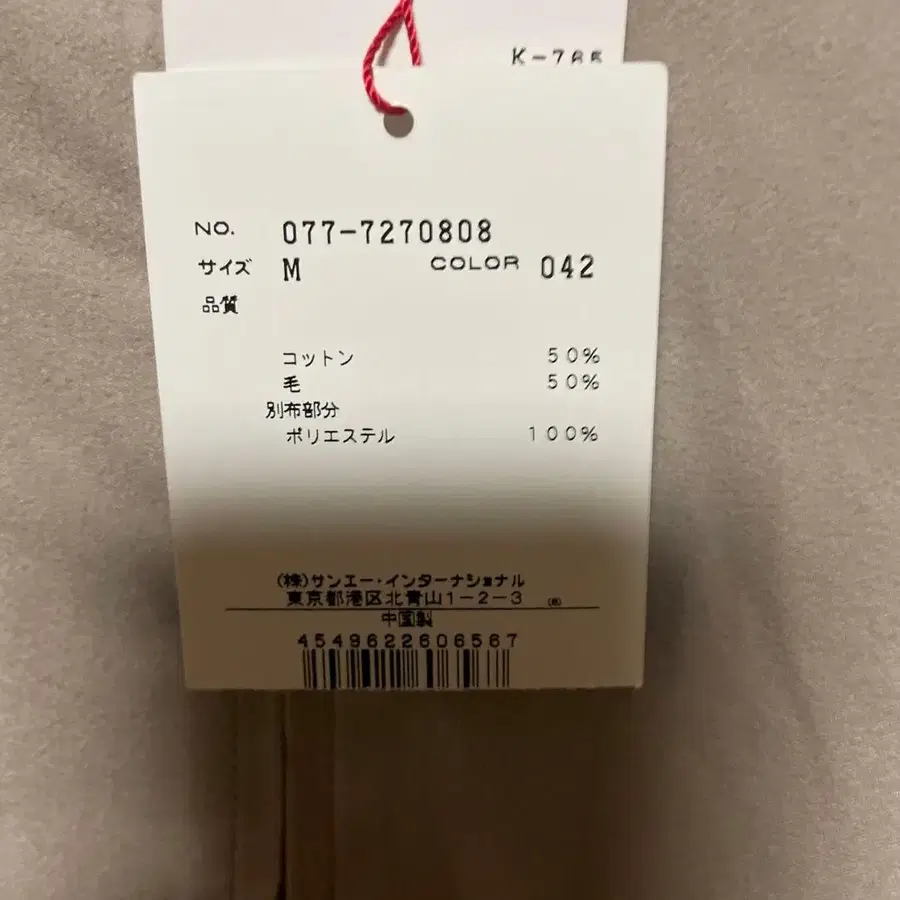 K-765
NO. 077-7270808
サイズ M COLOR 042
品質
コットン 50%
毛 50%
別布部分
ポリエステル 100%
(株)サンエー・インターナショナル
東京都港区北青山1-2-3
中国製
4549622606567